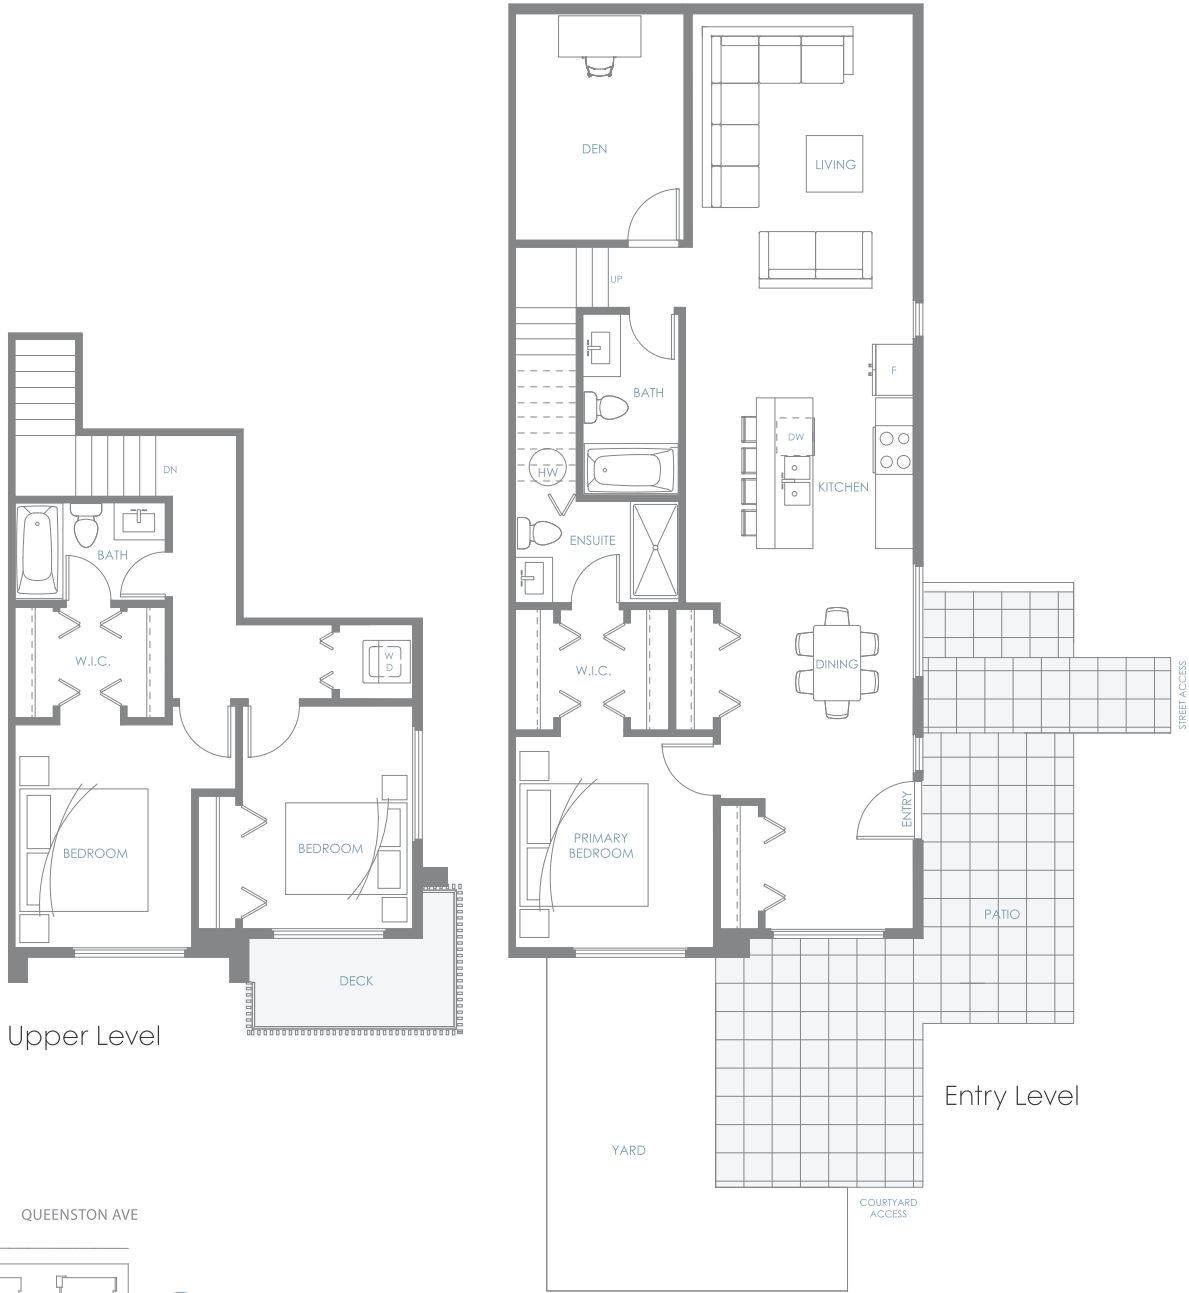 DN
BATH
W.I.C.
W
D
BEDROOM
BEDROOM
DECK
Upper Level
DEN
LIVING
UP
F
BATH
DW
HW
KITCHEN
ENSUITE
W.I.C.
DINING
STREET ACCESS
PRIMARY
BEDROOM
ENTRY
PATIO
Entry Level
YARD
COURTYARD
ACCESS
QUEENSTON AVE